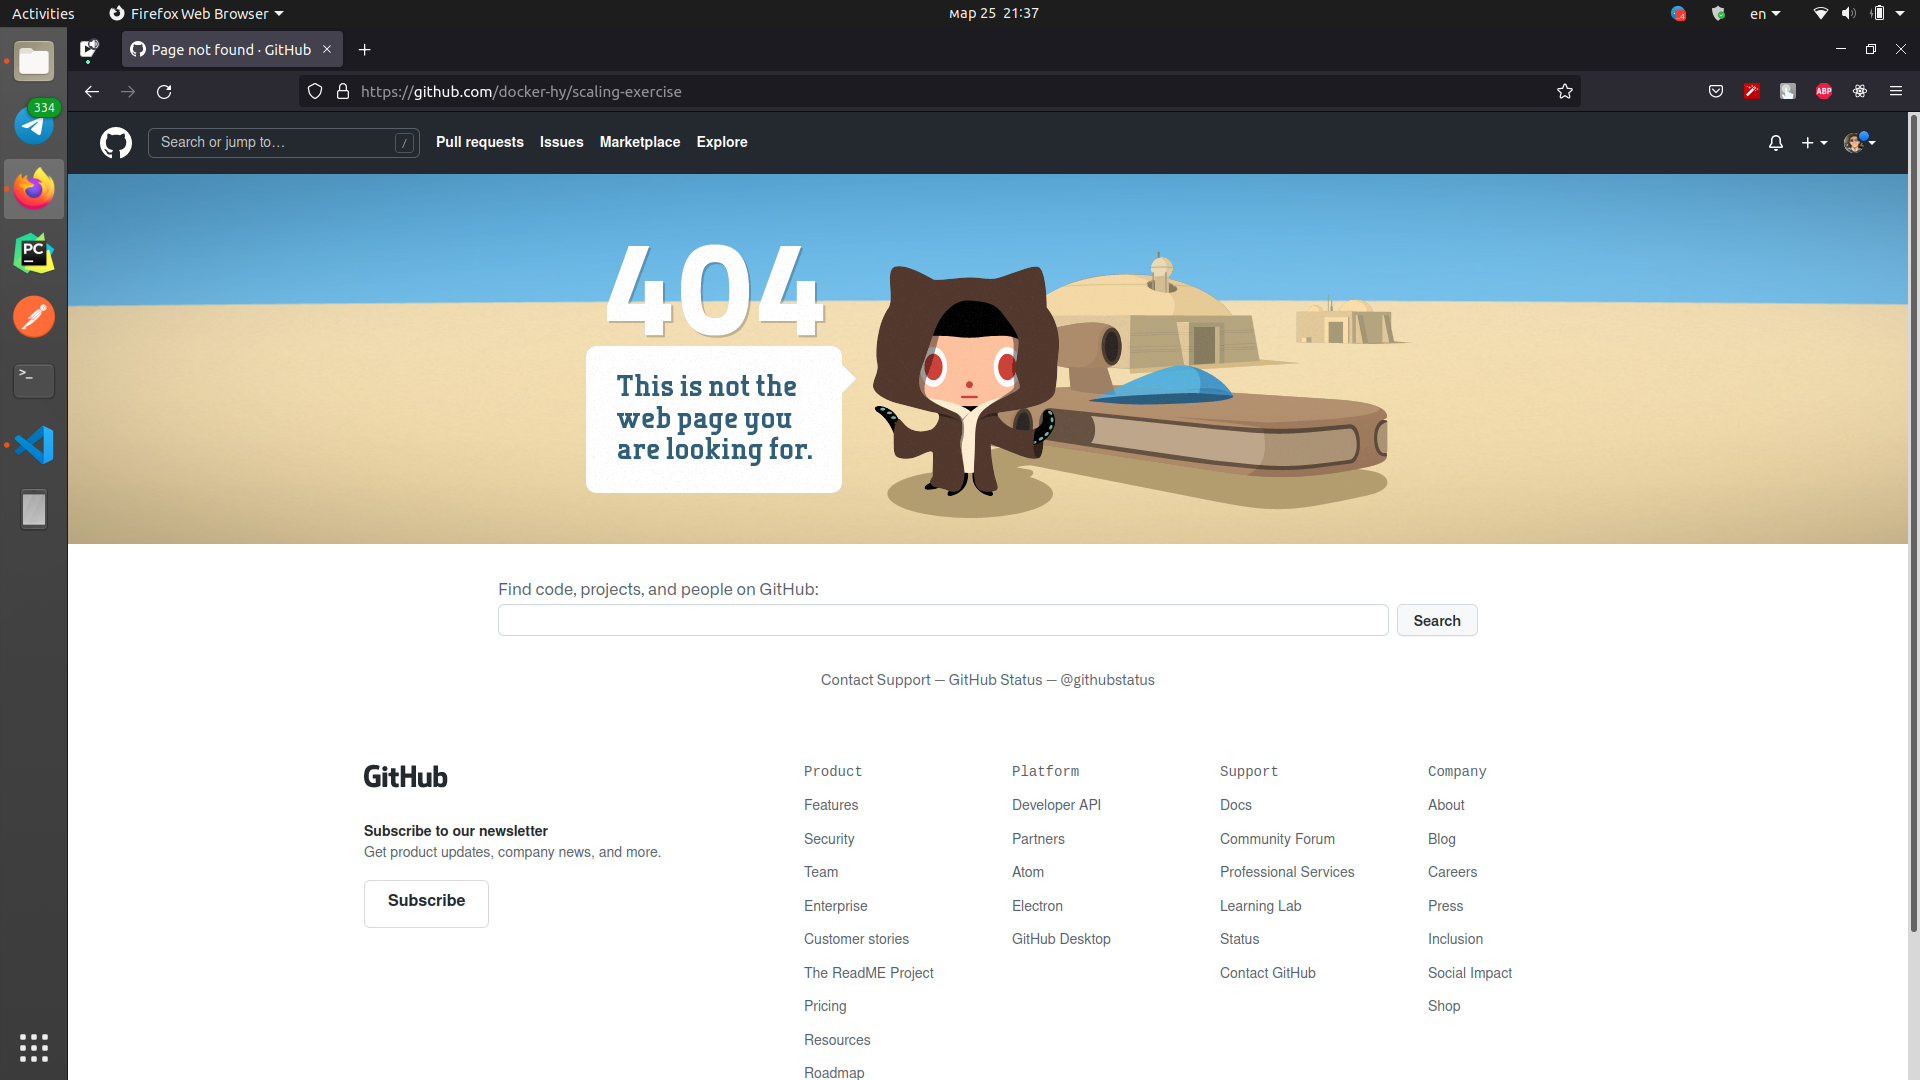 Activities
Firefox Web Browser
мар 25 21:37
4
en
334
Page not found · GitHub
https://github.com/docker-hy/scaling-exercise
ABP
Search or jump to…
/
Pull requests
Issues
Marketplace
Explore
PC
>_
404
This is not the
web page you
are looking for.
Find code, projects, and people on GitHub:
Search
Contact Support — GitHub Status — @githubstatus
GitHub
Subscribe to our newsletter
Get product updates, company news, and more.
Subscribe
Product
Features
Security
Team
Enterprise
Customer stories
The ReadME Project
Pricing
Resources
Roadmap
Platform
Developer API
Partners
Atom
Electron
GitHub Desktop
Support
Docs
Community Forum
Professional Services
Learning Lab
Status
Contact GitHub
Company
About
Blog
Careers
Press
Inclusion
Social Impact
Shop